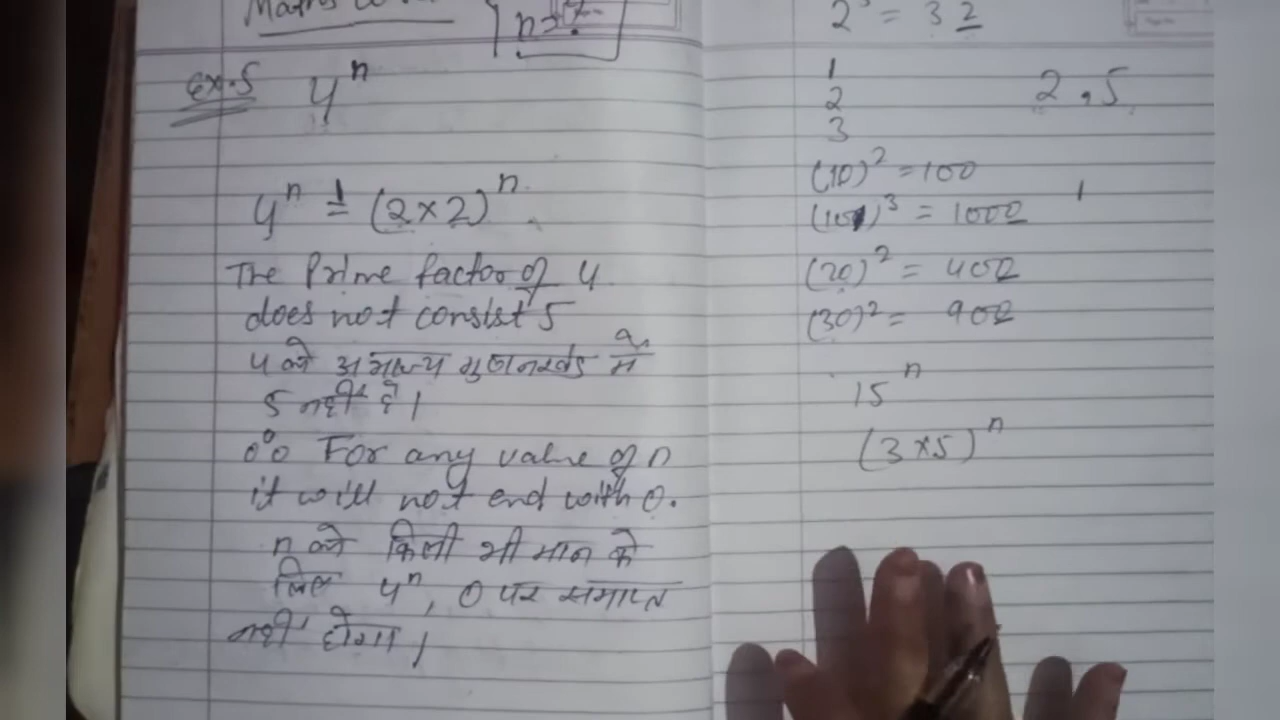 Maths
n=?
Ex.5 4ⁿ
4ⁿ = (2×2)ⁿ
The Prime factor of 4
does not consist 5
4 के अभाज्य गुणनखंड में
5 नहीं है।
∴ For any value of n
it will not end with 0.
n के किसी भी मान के
लिए 4ⁿ, 0 पर समाप्त
नहीं होगा।
2⁵ = 32
1
2 2.5
3
(10)² = 100
(10)³ = 1000
(20)² = 400
(30)² = 900
15ⁿ
(3×5)ⁿ